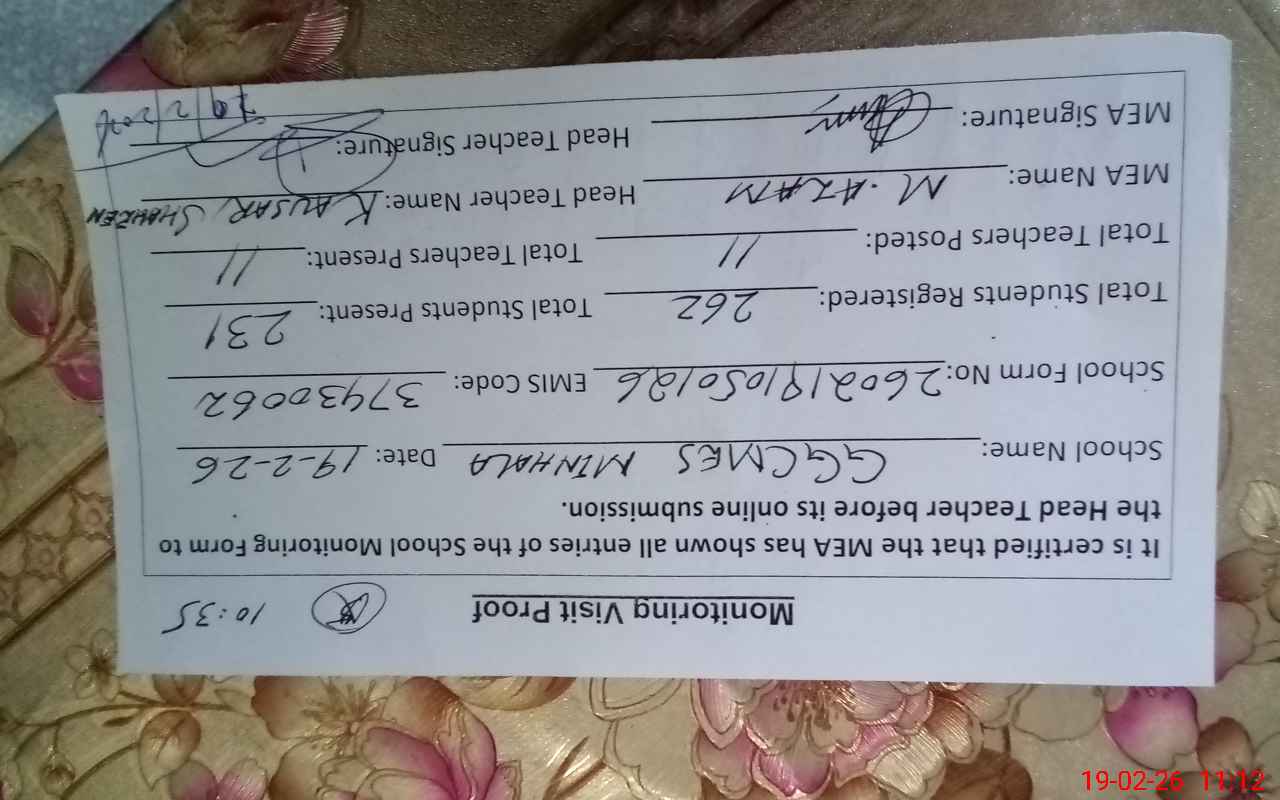 Monitoring Visit Proof 10:35
It is certified that the MEA has shown all entries of the School Monitoring Form to
the Head Teacher before its online submission.
School Name: GGCMES MINHALA Date: 19-2-26
School Form No: 2602191050126 EMIS Code: 37430062
Total Students Registered: 262 Total Students Present: 231
Total Teachers Posted: 11 Total Teachers Present: 11
MEA Name: M. AZAM Head Teacher Name: KAUSAR SHAHEEN
MEA Signature: Head Teacher Signature:
19/2/2026
19-02-26 11:12